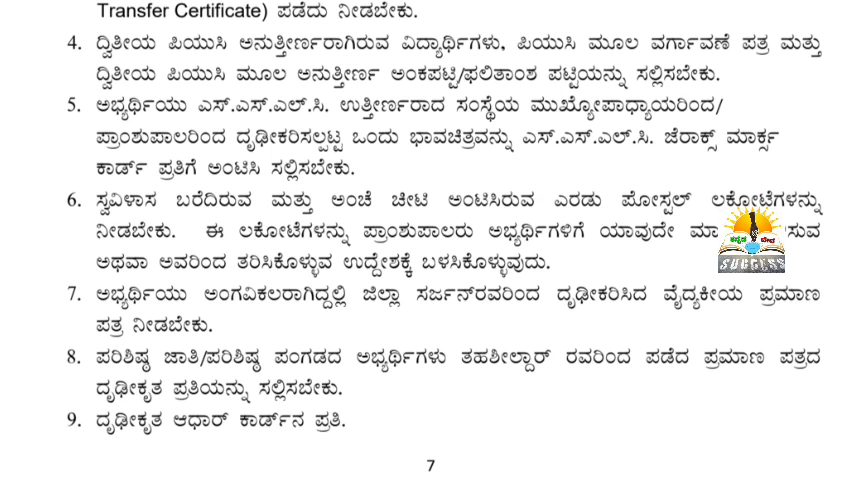 Transfer Certificate) ಪಡೆದು ನೀಡಬೇಕು.
4. ದ್ವಿತೀಯ ಪಿಯುಸಿ ಅನುತ್ತೀರ್ಣರಾಗಿರುವ ವಿದ್ಯಾರ್ಥಿಗಳು, ಪಿಯುಸಿ ಮೂಲ ವರ್ಗಾವಣೆ ಪತ್ರ ಮತ್ತು
ದ್ವಿತೀಯ ಪಿಯುಸಿ ಮೂಲ ಅನುತ್ತೀರ್ಣ ಅಂಕಪಟ್ಟಿ/ಫಲಿತಾಂಶ ಪಟ್ಟಿಯನ್ನು ಸಲ್ಲಿಸಬೇಕು.
5. ಅಭ್ಯರ್ಥಿಯು ಎಸ್.ಎಸ್.ಎಲ್.ಸಿ. ಉತ್ತೀರ್ಣರಾದ ಸಂಸ್ಥೆಯ ಮುಖ್ಯೋಪಾಧ್ಯಾಯರಿಂದ/
ಪ್ರಾಂಶುಪಾಲರಿಂದ ದೃಢೀಕರಿಸಲ್ಪಟ್ಟ ಒಂದು ಭಾವಚಿತ್ರವನ್ನು ಎಸ್.ಎಸ್.ಎಲ್.ಸಿ. ಜೆರಾಕ್ಸ್ ಮಾರ್ಕ್ಸ್
ಕಾರ್ಡ್ ಪ್ರತಿಗೆ ಅಂಟಿಸಿ ಸಲ್ಲಿಸಬೇಕು.
6. ಸ್ವವಿಳಾಸ ಬರೆದಿರುವ ಮತ್ತು ಅಂಚೆ ಚೀಟಿ ಅಂಟಿಸಿರುವ ಎರಡು ಪೋಸ್ಟಲ್ ಲಕೋಟೆಗಳನ್ನು
ನೀಡಬೇಕು. ಈ ಲಕೋಟೆಗಳನ್ನು ಪ್ರಾಂಶುಪಾಲರು ಅಭ್ಯರ್ಥಿಗಳಿಗೆ ಯಾವುದೇ
ಅಥವಾ ಅವರಿಂದ ತರಿಸಿಕೊಳ್ಳುವ ಉದ್ದೇಶಕ್ಕೆ ಬಳಸಿಕೊಳ್ಳುವುದು.
ಕನ್ನಡ ಕೇಂದ್ರ
SUCCESS
7. ಅಭ್ಯರ್ಥಿಯು ಅಂಗವಿಕಲರಾಗಿದ್ದಲ್ಲಿ ಜಿಲ್ಲಾ ಸರ್ಜನ್‌ರವರಿಂದ ದೃಢೀಕರಿಸಿದ ವೈದ್ಯಕೀಯ ಪ್ರಮಾಣ
ಪತ್ರ ನೀಡಬೇಕು.
8. ಪರಿಶಿಷ್ಠ ಜಾತಿ/ಪರಿಶಿಷ್ಠ ಪಂಗಡದ ಅಭ್ಯರ್ಥಿಗಳು ತಹಶೀಲ್ದಾರ್ ರವರಿಂದ ಪಡೆದ ಪ್ರಮಾಣ ಪತ್ರದ
ದೃಢೀಕೃತ ಪ್ರತಿಯನ್ನು ಸಲ್ಲಿಸಬೇಕು.
9. ದೃಢೀಕೃತ ಆಧಾರ್ ಕಾರ್ಡ್‌ನ ಪ್ರತಿ.
7